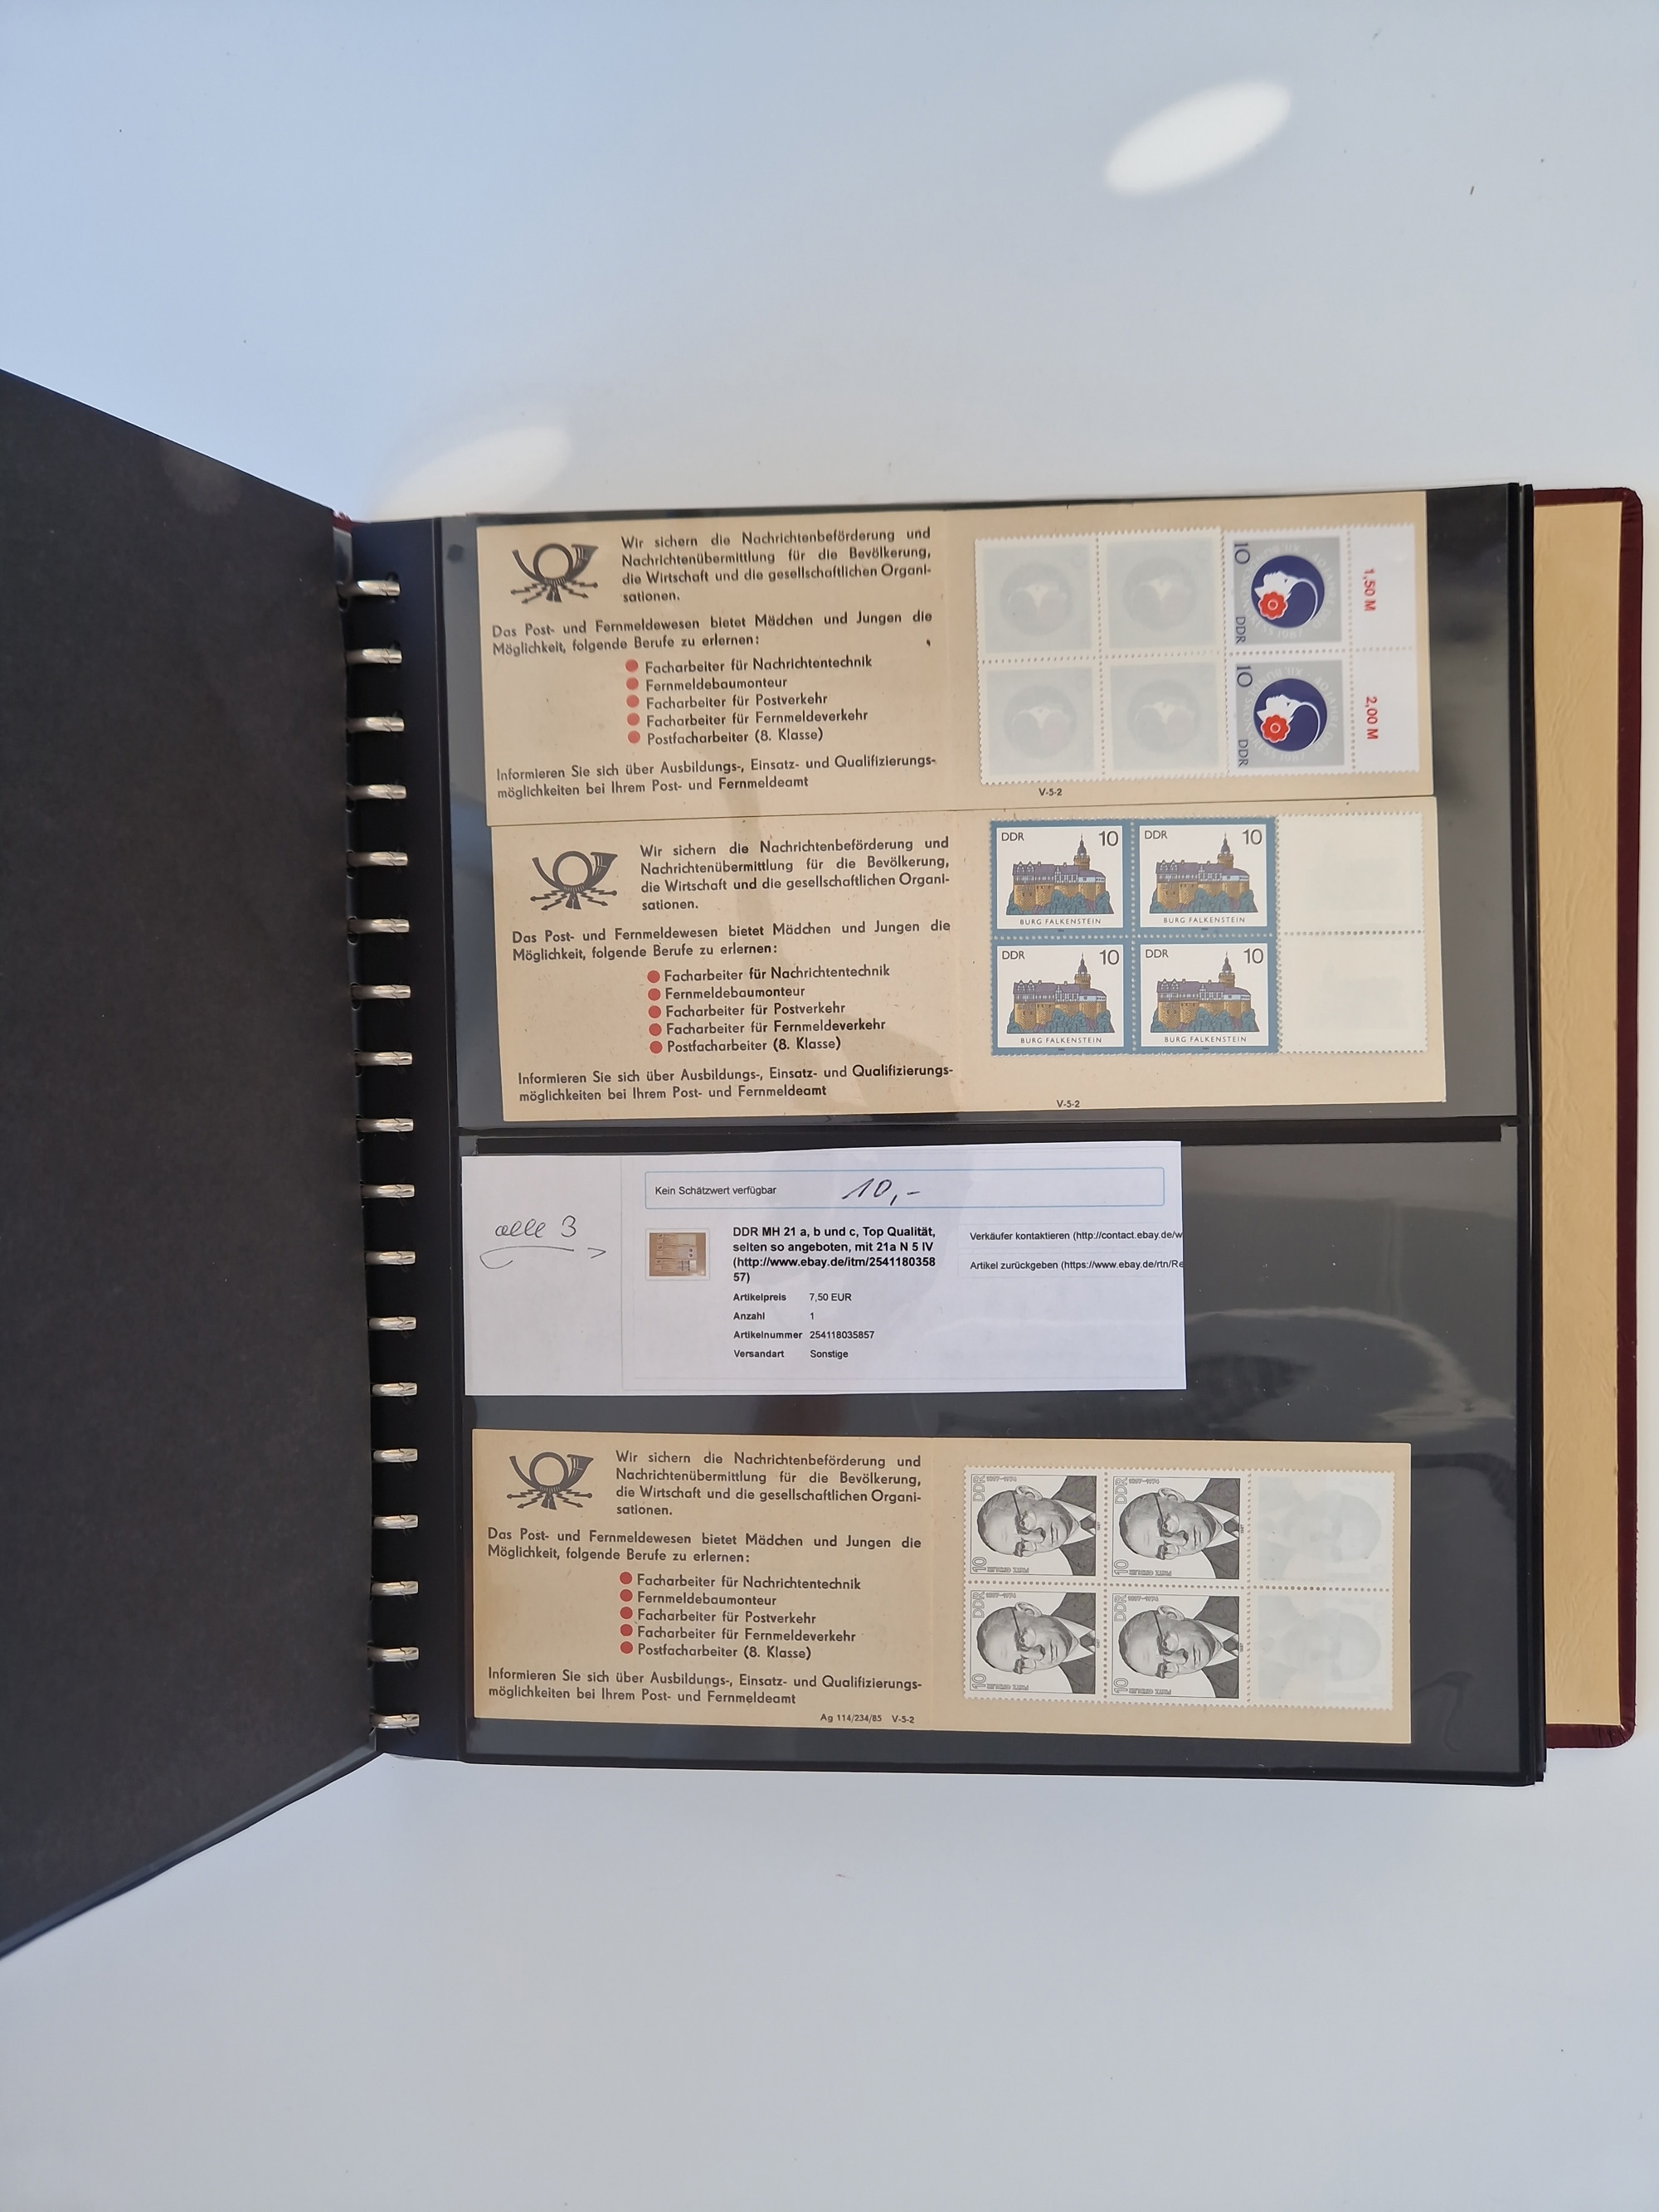 Wir sichern die Nachrichtenbeförderung und
Nachrichtenübermittlung für die Bevölkerung,
die Wirtschaft und die gesellschaftlichen Organi-
sationen.
Das Post- und Fernmeldewesen bietet Mädchen und Jungen die
Möglichkeit, folgende Berufe zu erlernen:
Facharbeiter für Nachrichtentechnik
Fernmeldebaumonteur
Facharbeiter für Postverkehr
Facharbeiter für Fernmeldeverkehr
Postfacharbeiter (8. Klasse)
Informieren Sie sich über Ausbildungs-, Einsatz- und Qualifizierungs-
möglichkeiten bei Ihrem Post- und Fernmeldeamt
V-5-2
10 DDR
1,50 M
10 DDR
2,00 M
Wir sichern die Nachrichtenbeförderung und
Nachrichtenübermittlung für die Bevölkerung,
die Wirtschaft und die gesellschaftlichen Organi-
sationen.
Das Post- und Fernmeldewesen bietet Mädchen und Jungen die
Möglichkeit, folgende Berufe zu erlernen:
Facharbeiter für Nachrichtentechnik
Fernmeldebaumonteur
Facharbeiter für Postverkehr
Facharbeiter für Fernmeldeverkehr
Postfacharbeiter (8. Klasse)
Informieren Sie sich über Ausbildungs-, Einsatz- und Qualifizierungs-
möglichkeiten bei Ihrem Post- und Fernmeldeamt
V-5-2
DDR 10
BURG FALKENSTEIN
DDR 10
BURG FALKENSTEIN
DDR 10
BURG FALKENSTEIN
DDR 10
BURG FALKENSTEIN
alle 3
Kein Schätzwert verfügbar 10,-
DDR MH 21 a, b und c, Top Qualität,
selten so angeboten, mit 21a N 5 IV
(http://www.ebay.de/itm/2541180358
57)
Artikelpreis 7,50 EUR
Anzahl 1
Artikelnummer 254118035857
Versandart Sonstige
Verkäufer kontaktieren (http://contact.ebay.de/w
Artikel zurückgeben (https://www.ebay.de/rtn/Re
Wir sichern die Nachrichtenbeförderung und
Nachrichtenübermittlung für die Bevölkerung,
die Wirtschaft und die gesellschaftlichen Organi-
sationen.
Das Post- und Fernmeldewesen bietet Mädchen und Jungen die
Möglichkeit, folgende Berufe zu erlernen:
Facharbeiter für Nachrichtentechnik
Fernmeldebaumonteur
Facharbeiter für Postverkehr
Facharbeiter für Fernmeldeverkehr
Postfacharbeiter (8. Klasse)
Informieren Sie sich über Ausbildungs-, Einsatz- und Qualifizierungs-
möglichkeiten bei Ihrem Post- und Fernmeldeamt
Ag 114/234/85 V-5-2
10 DDR
10 DDR
10 DDR
10 DDR